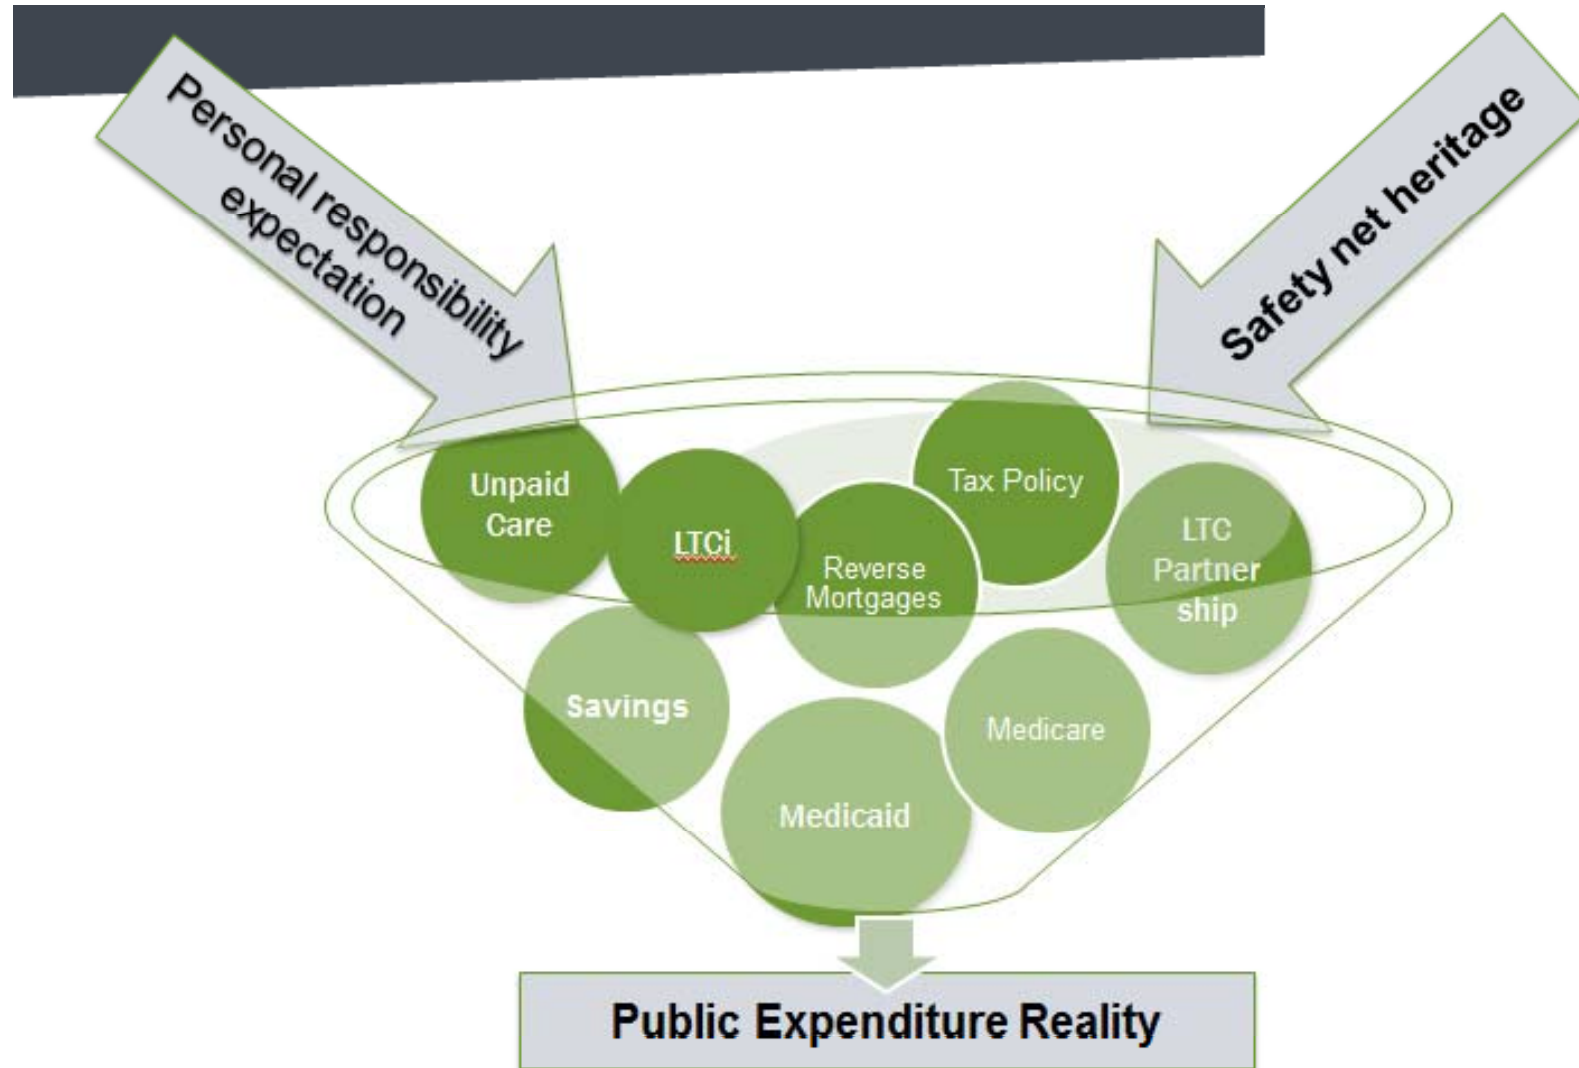 Personal responsibility
expectation
Safety net heritage
Unpaid
Care
LTCi
Reverse
Mortgages
Tax Policy
LTC
Partner
ship
Savings
Medicaid
Medicare
Public Expenditure Reality